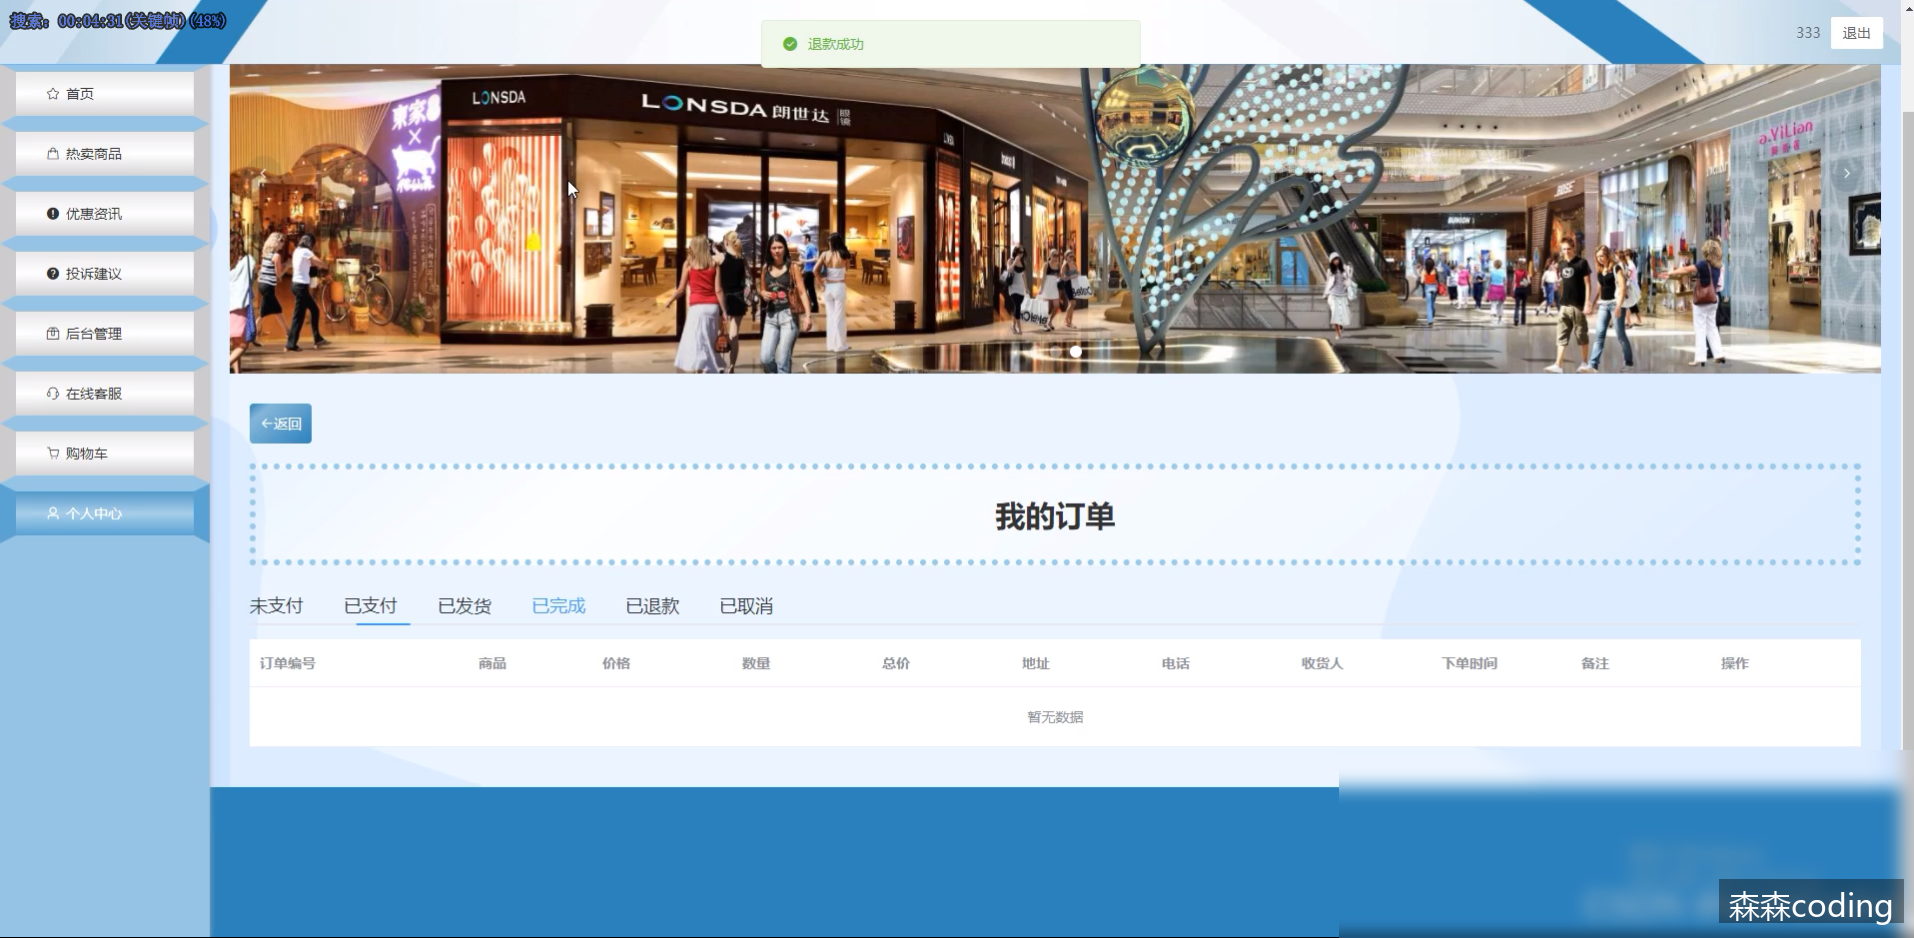 搜索: 00:04:31(关键帧)(48%)
退款成功
333
退出
首页
热卖商品
优惠资讯
投诉建议
后台管理
在线客服
购物车
个人中心
LONSDA
LONSDA 朗世达 眼镜
東家
×
a.YiLian
返回
我的订单
未支付 已支付 已发货 已完成 已退款 已取消
订单编号 商品 价格 数量 总价 地址 电话 收货人 下单时间 备注 操作
暂无数据
森森coding